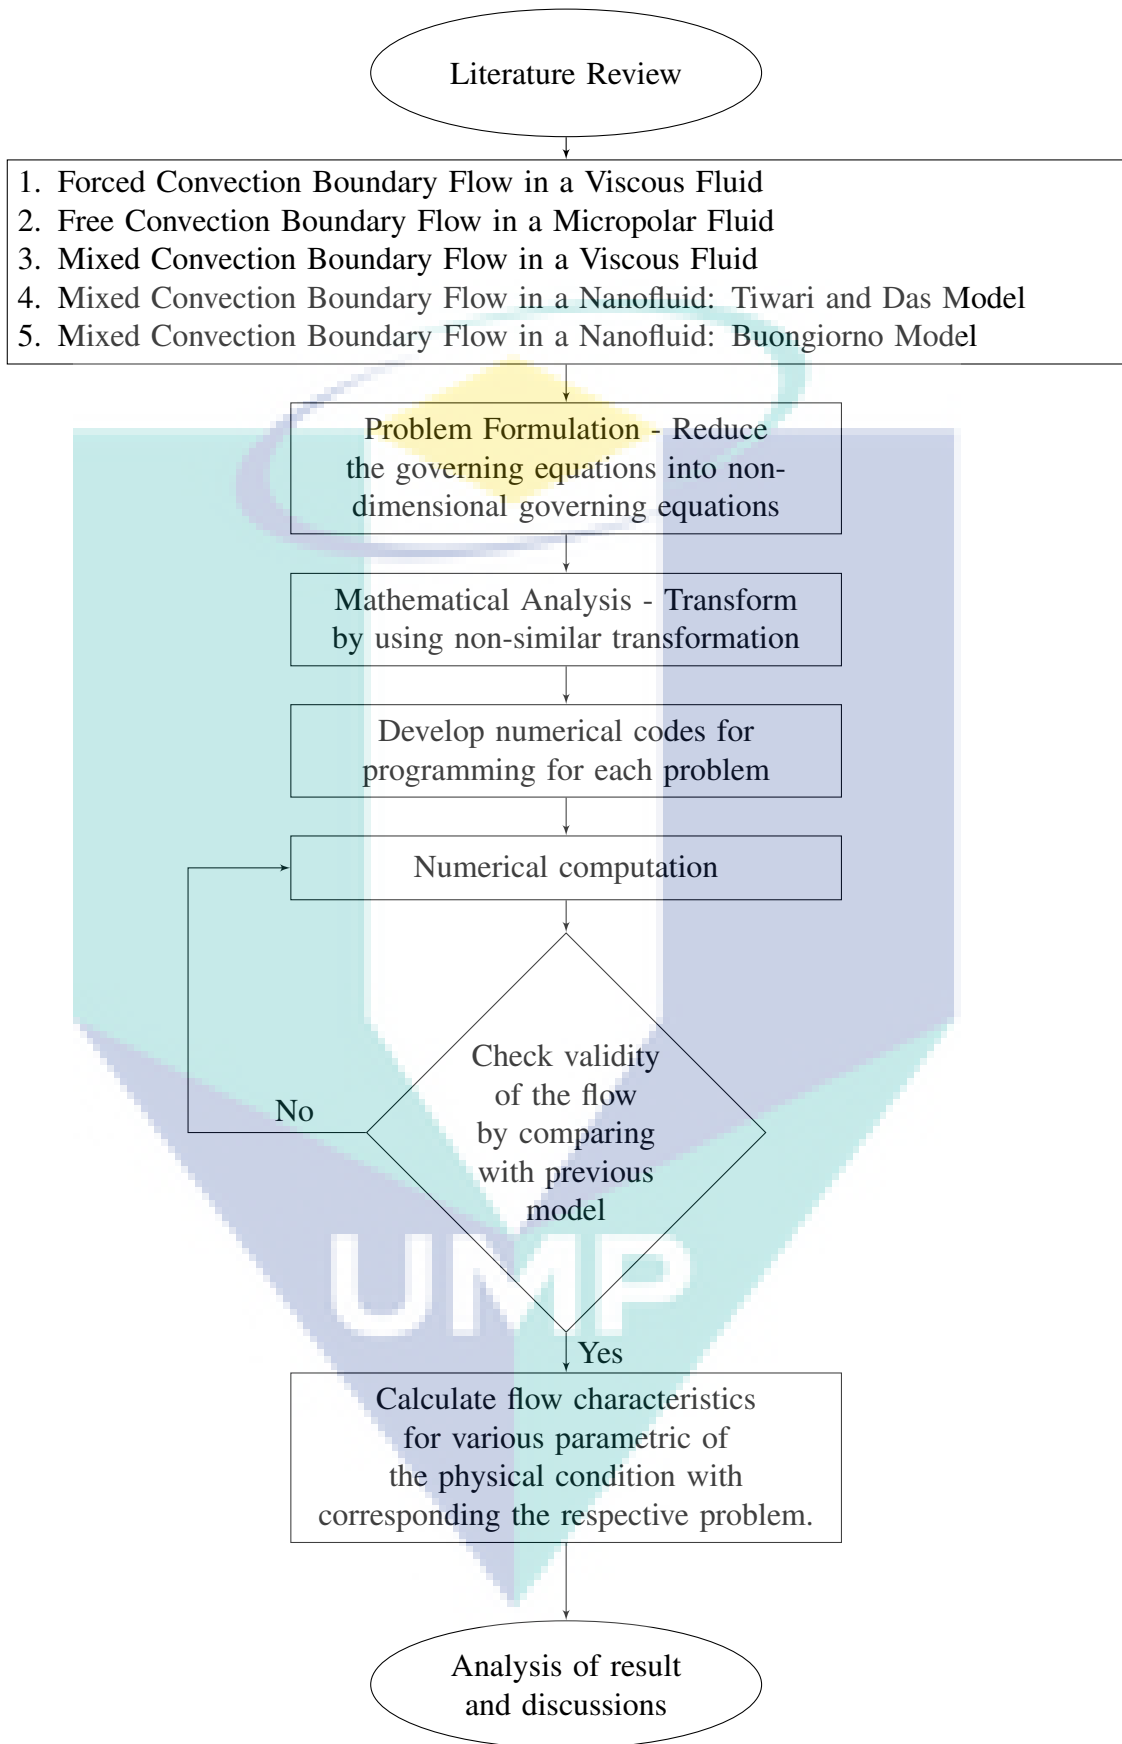 Literature Review
1. Forced Convection Boundary Flow in a Viscous Fluid
2. Free Convection Boundary Flow in a Micropolar Fluid
3. Mixed Convection Boundary Flow in a Viscous Fluid
4. Mixed Convection Boundary Flow in a Nanofluid: Tiwari and Das Model
5. Mixed Convection Boundary Flow in a Nanofluid: Buongiorno Model
Problem Formulation - Reduce
the governing equations into non-
dimensional governing equations
Mathematical Analysis - Transform
by using non-similar transformation
Develop numerical codes for
programming for each problem
Numerical computation
Check validity
of the flow
by comparing
with previous
model
No
UMP
Yes
Calculate flow characteristics
for various parametric of
the physical condition with
corresponding the respective problem.
Analysis of result
and discussions